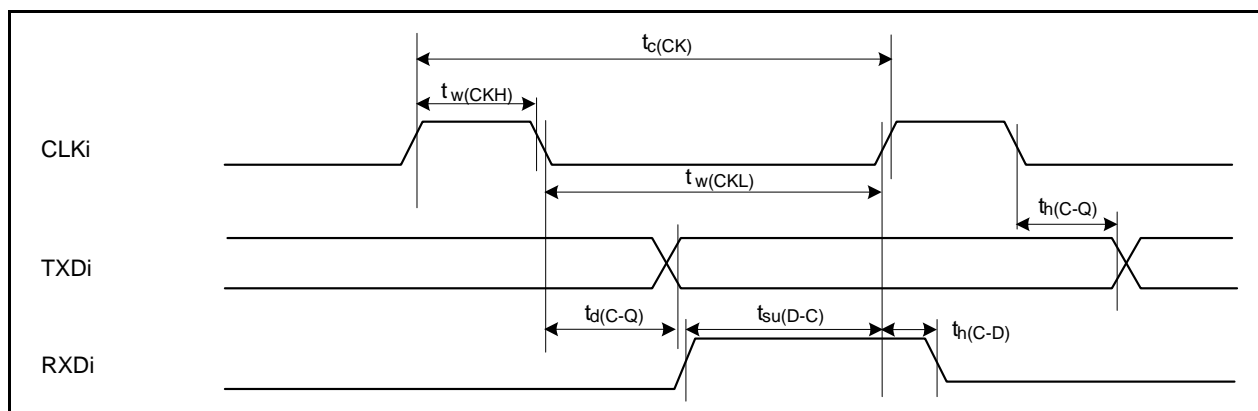 tc(CK)
tw(CKH)
CLKi
tw(CKL)
th(C-Q)
TXDi
td(C-Q)
tsu(D-C)
th(C-D)
RXDi